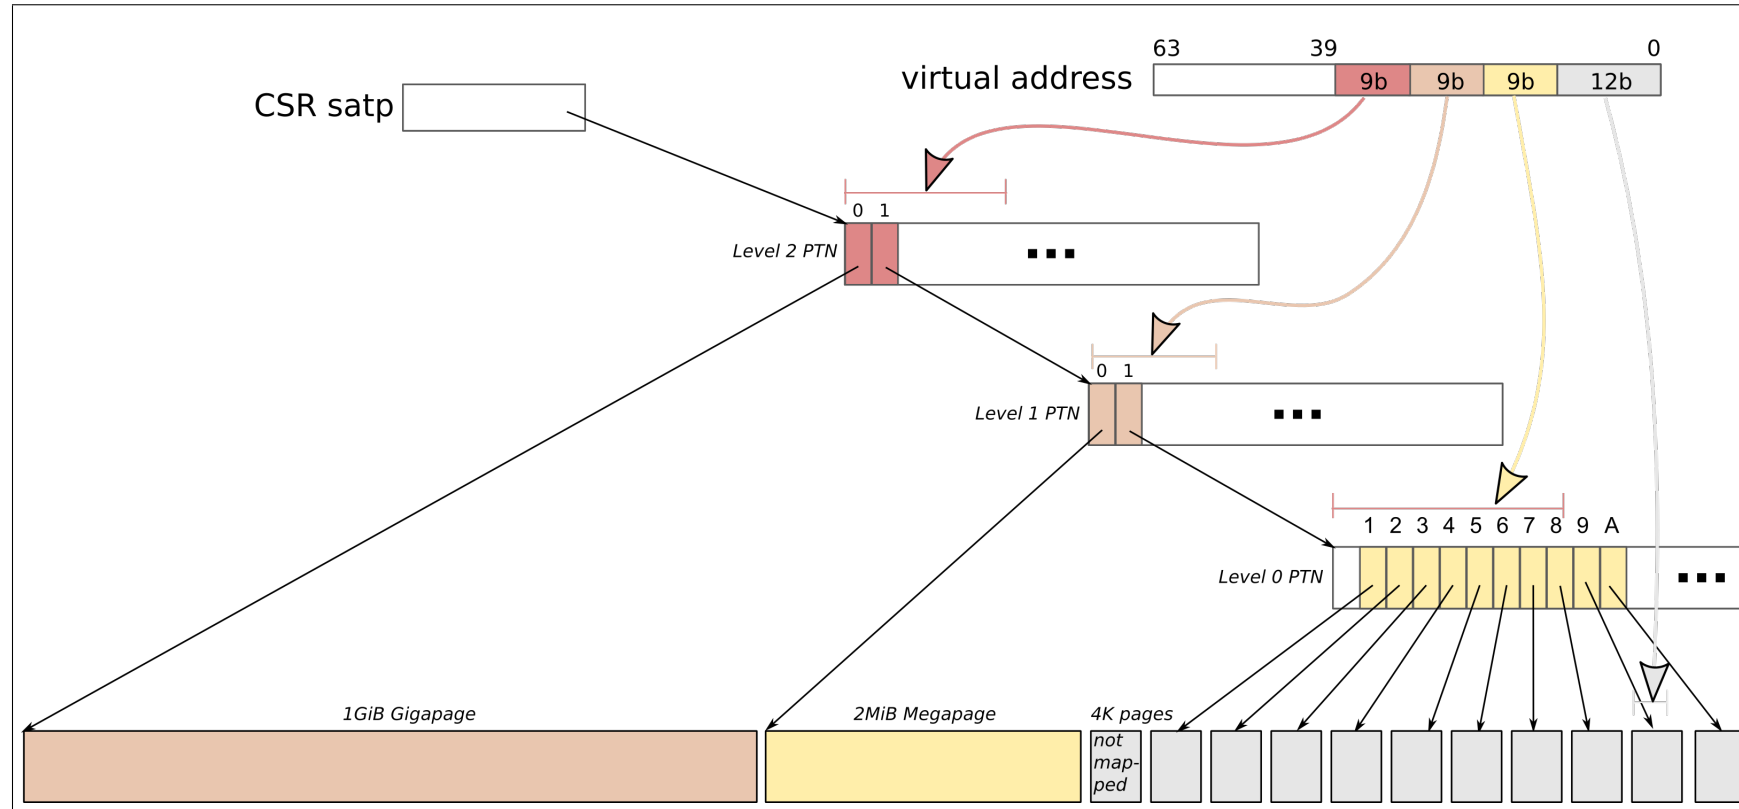 63 39 0
virtual address 9b 9b 9b 12b
CSR satp
0 1
Level 2 PTN
0 1
Level 1 PTN
1 2 3 4 5 6 7 8 9 A
Level 0 PTN
1GiB Gigapage 2MiB Megapage 4K pages
not
map-
ped